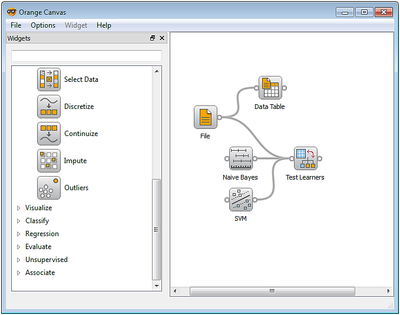 Orange Canvas
File Options Widget Help
Widgets
Select Data
Discretize
Continuize
Impute
Outliers
Visualize
Classify
Regression
Evaluate
Unsupervised
Associate
Data Table
File
Naive Bayes Test Learners
SVM